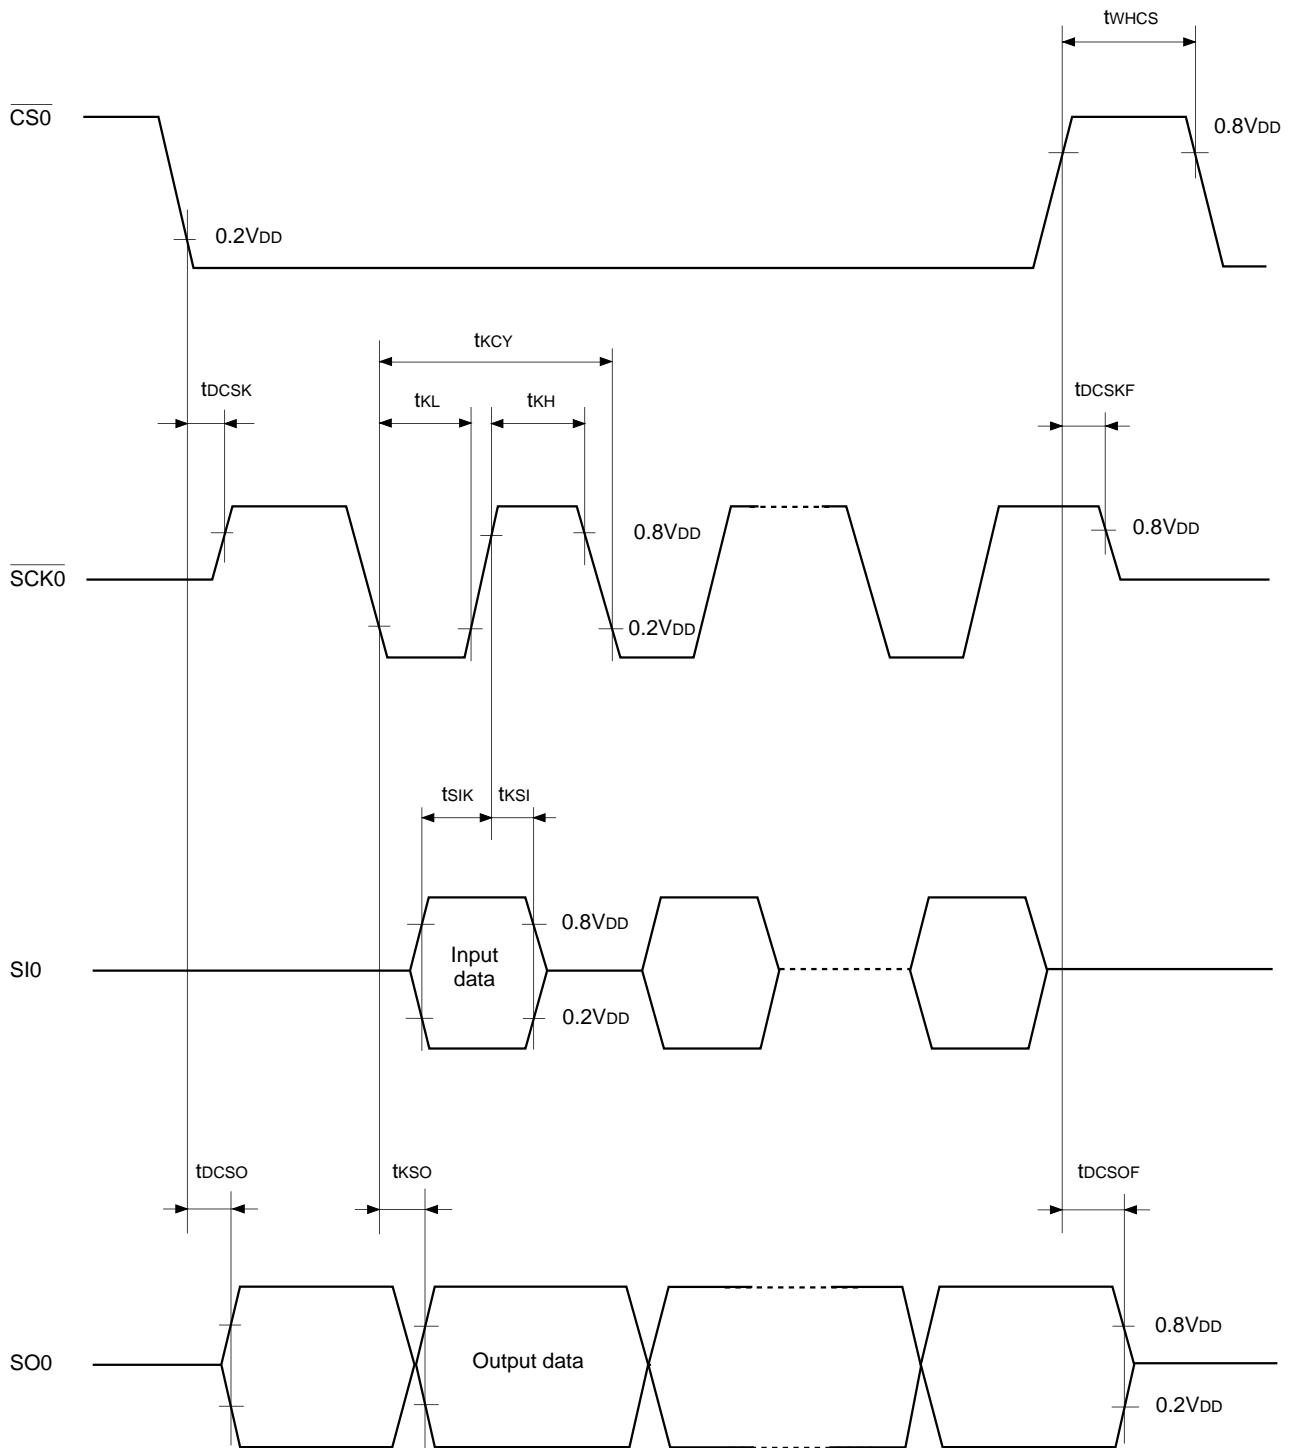 tWHCS
CS0
0.8VDD
0.2VDD
tKCY
tDCSK
tKL
tKH
tDCSKF
0.8VDD
0.8VDD
SCK0
0.2VDD
tSIK
tKSI
0.8VDD
Input
data
SI0
0.2VDD
tDCSO
tKSO
tDCSOF
0.8VDD
SO0
Output data
0.2VDD